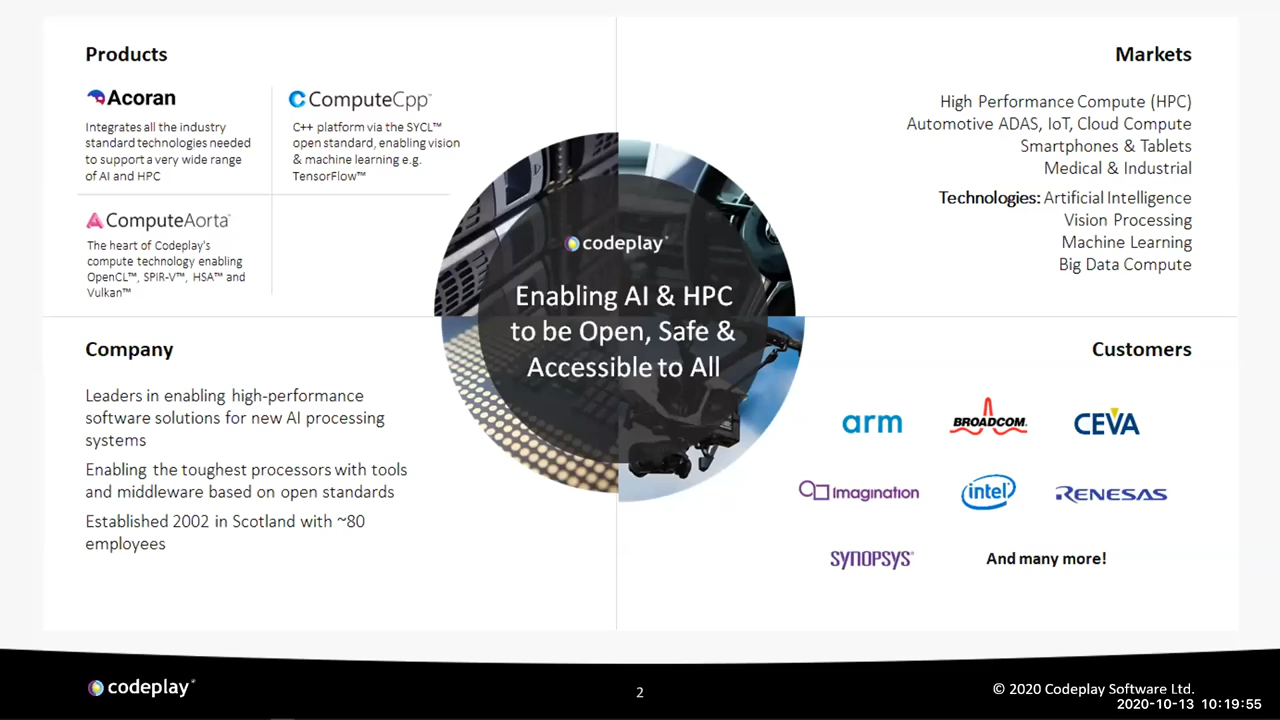 Products
Acoran
Integrates all the industry
standard technologies needed
to support a very wide range
of AI and HPC
ComputeCpp™
C++ platform via the SYCL™
open standard, enabling vision
& machine learning e.g.
TensorFlow™
ComputeAorta™
The heart of Codeplay's
compute technology enabling
OpenCL™, SPIR-V™, HSA™ and
Vulkan™
Markets
High Performance Compute (HPC)
Automotive ADAS, IoT, Cloud Compute
Smartphones & Tablets
Medical & Industrial
Technologies: Artificial Intelligence
Vision Processing
Machine Learning
Big Data Compute
codeplay®
Enabling AI & HPC
to be Open, Safe &
Accessible to All
Company
Leaders in enabling high-performance
software solutions for new AI processing
systems
Enabling the toughest processors with tools
and middleware based on open standards
Established 2002 in Scotland with ~80
employees
Customers
arm
BROADCOM®
CEVA
Imagination
intel®
RENESAS
SYNOPSYS®
And many more!
codeplay®
2
© 2020 Codeplay Software Ltd.
2020-10-13 10:19:55